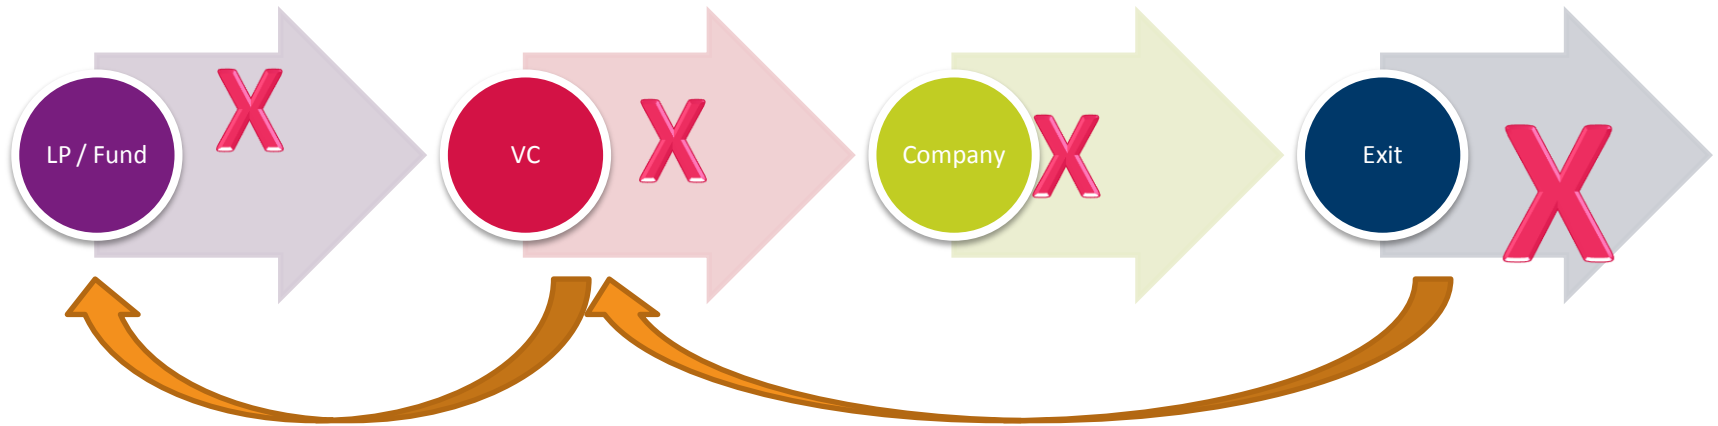 LP / Fund
X
VC
X
Company
X
Exit
X